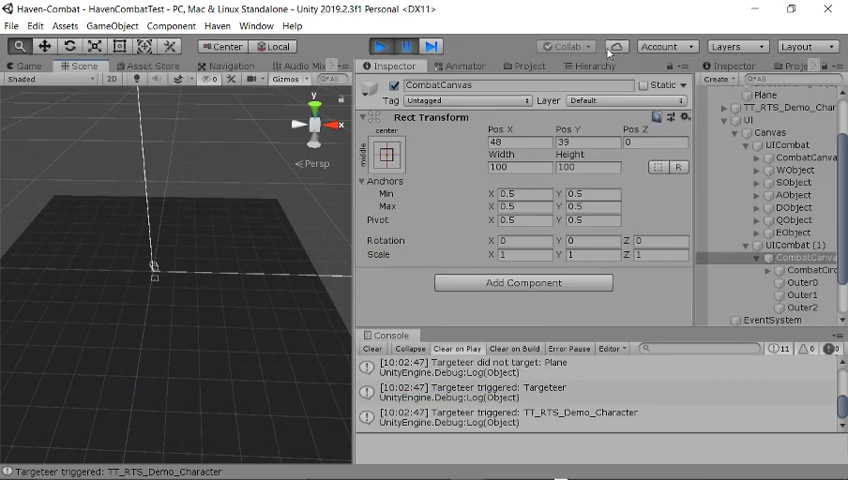 Haven-Combat - HavenCombatTest - PC, Mac & Linux Standalone - Unity 2019.2.3f1 Personal <DX11>
File Edit Assets GameObject Component Haven Window Help
Center Local Collab Account Layers Layout
Game Scene Asset Store Navigation Audio Mix Inspector Animator Project Hierarchy Inspector Proje
Shaded 2D 0 Gizmos All CombatCanvas Static Create All
Tag Untagged Layer Default
Plane
TT_RTS_Demo_Char
Rect Transform
UI
center Pos X Pos Y Pos Z
Canvas
middle 48 39 0
UICombat
Width Height
CombatCanva
100 100 R
WObject
Anchors
SObject
Min X 0.5 Y 0.5
AObject
Max X 0.5 Y 0.5
DObject
Pivot X 0.5 Y 0.5
QObject
EObject
Rotation X 0 Y 0 Z 0
UICombat (1)
Scale X 1 Y 1 Z 1
CombatCanva
CombatCirc
Add Component
Outer0
Outer1
Outer2
EventSystem
y
x
Persp
Console
Clear Collapse Clear on Play Clear on Build Error Pause Editor 11 0 0
[10:02:47] Targeteer did not target: Plane
UnityEngine.Debug:Log(Object)
[10:02:47] Targeteer triggered: Targeteer
UnityEngine.Debug:Log(Object)
[10:02:47] Targeteer triggered: TT_RTS_Demo_Character
UnityEngine.Debug:Log(Object)
Targeteer triggered: TT_RTS_Demo_Character